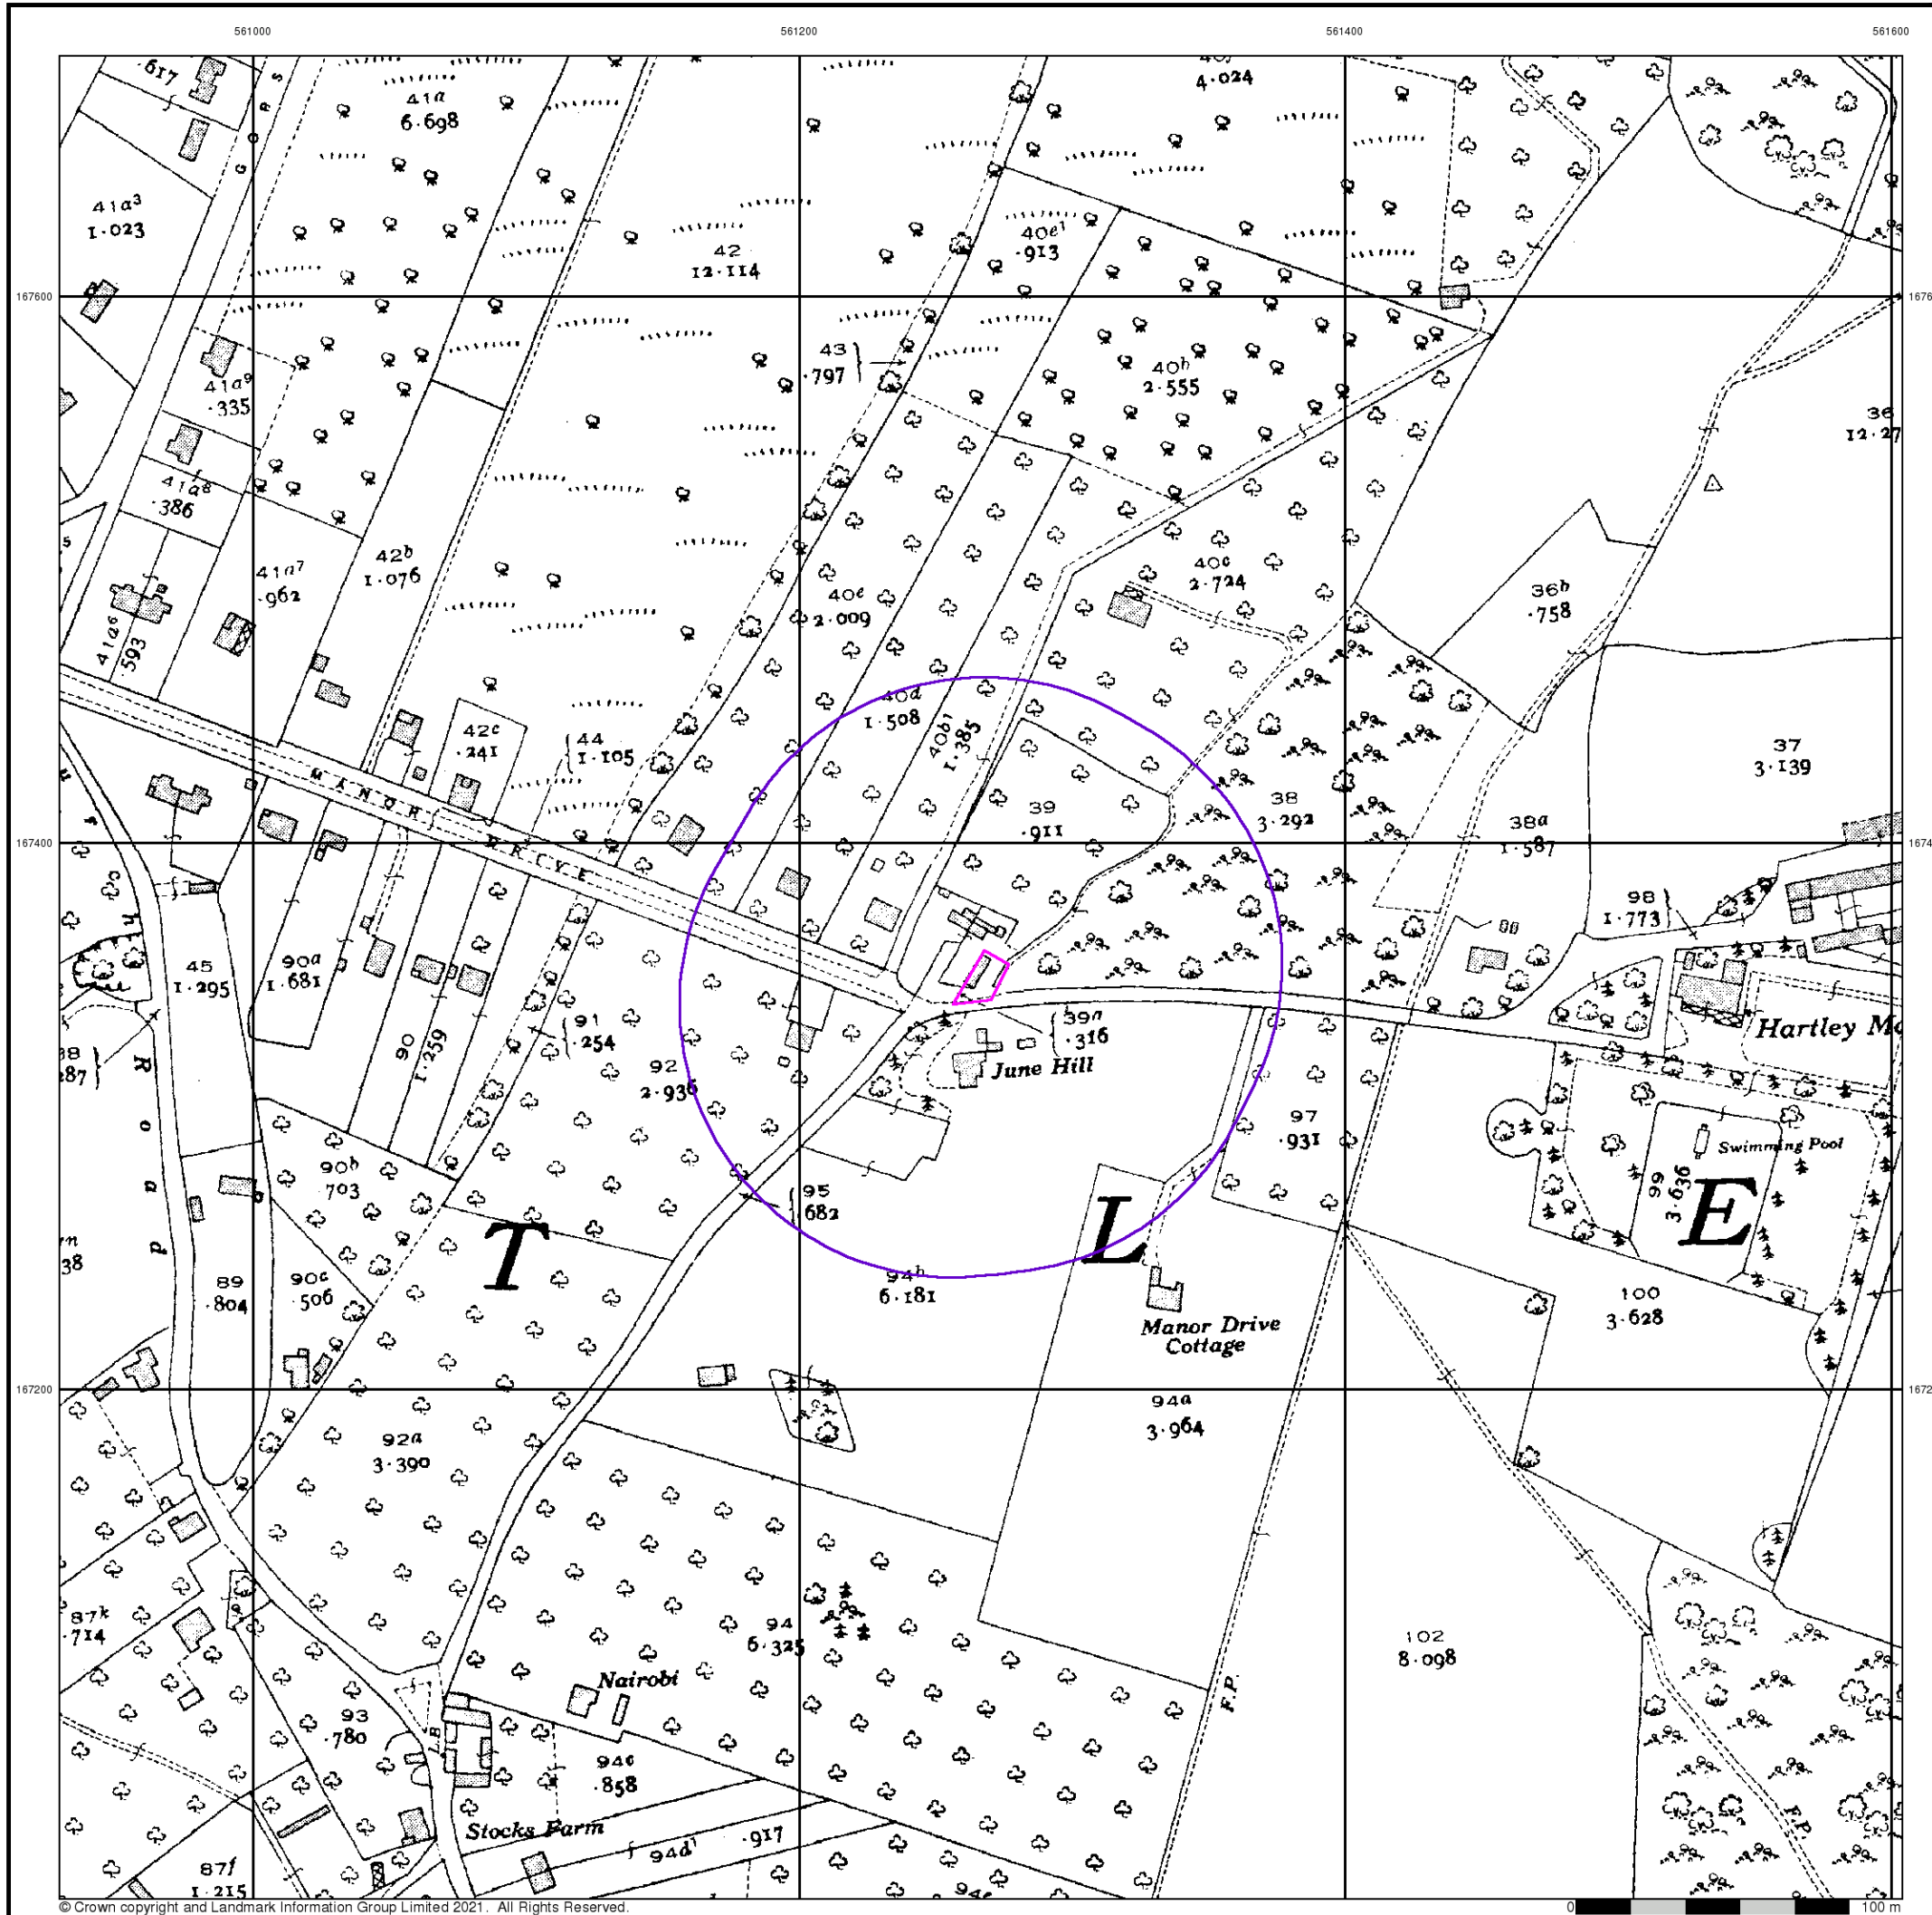 561000
561200
561400
561600
·617
41a
6·698
4·024
G O R S
41a³
1·023
42
12·114
40e¹
·913
167600
43
·797
40h
2·555
41a⁹
·335
36
12·27
41a⁸
·386
41a⁷
·962
42b
1·076
40c
2·724
40e
2·009
36b
·758
41a⁶
·593
40d
1·508
40b1
1·385
42c
·241
44
1·105
37
3·139
MANOR DRIVE
39
·911
38
3·292
38a
1·587
167400
98
1·773
45
1·295
90a
1·681
91
·254
39a
·316
June Hill
Hartley
90
1·259
92
2·936
97
·931
Road
90b
·703
Swimming Pool
99
3·636
95
·682
T
L
E
89
·804
90c
·506
94b
6·181
100
3·628
Manor Drive
Cottage
167200
94a
3·964
92a
3·390
87k
·714
94
6·325
102
8·098
Nairobi
F.P.
93
·780
94c
·858
F.P.
Stocks Farm
94d¹
·917
87f
1·215
© Crown copyright and Landmark Information Group Limited 2021. All Rights Reserved.
0
100 m